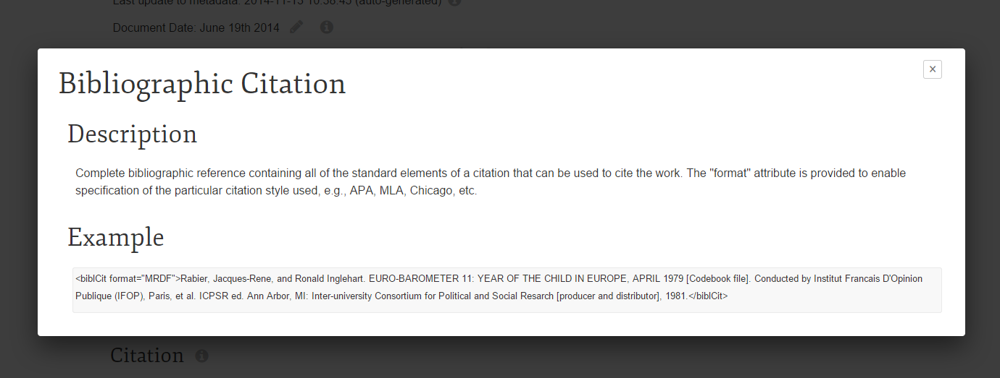 Last update to metadata: 2014-11-13 10:38:43 (auto-generated)
Document Date: June 19th 2014
Bibliographic Citation
x
Description
Complete bibliographic reference containing all of the standard elements of a citation that can be used to cite the work. The "format" attribute is provided to enable
specification of the particular citation style used, e.g., APA, MLA, Chicago, etc.
Example
<biblCit format="MRDF">Rabier, Jacques-Rene, and Ronald Inglehart. EURO-BAROMETER 11: YEAR OF THE CHILD IN EUROPE, APRIL 1979 [Codebook file]. Conducted by Institut Francais D'Opinion
Publique (IFOP), Paris, et al. ICPSR ed. Ann Arbor, MI: Inter-university Consortium for Political and Social Resarch [producer and distributor], 1981.</biblCit>
Citation